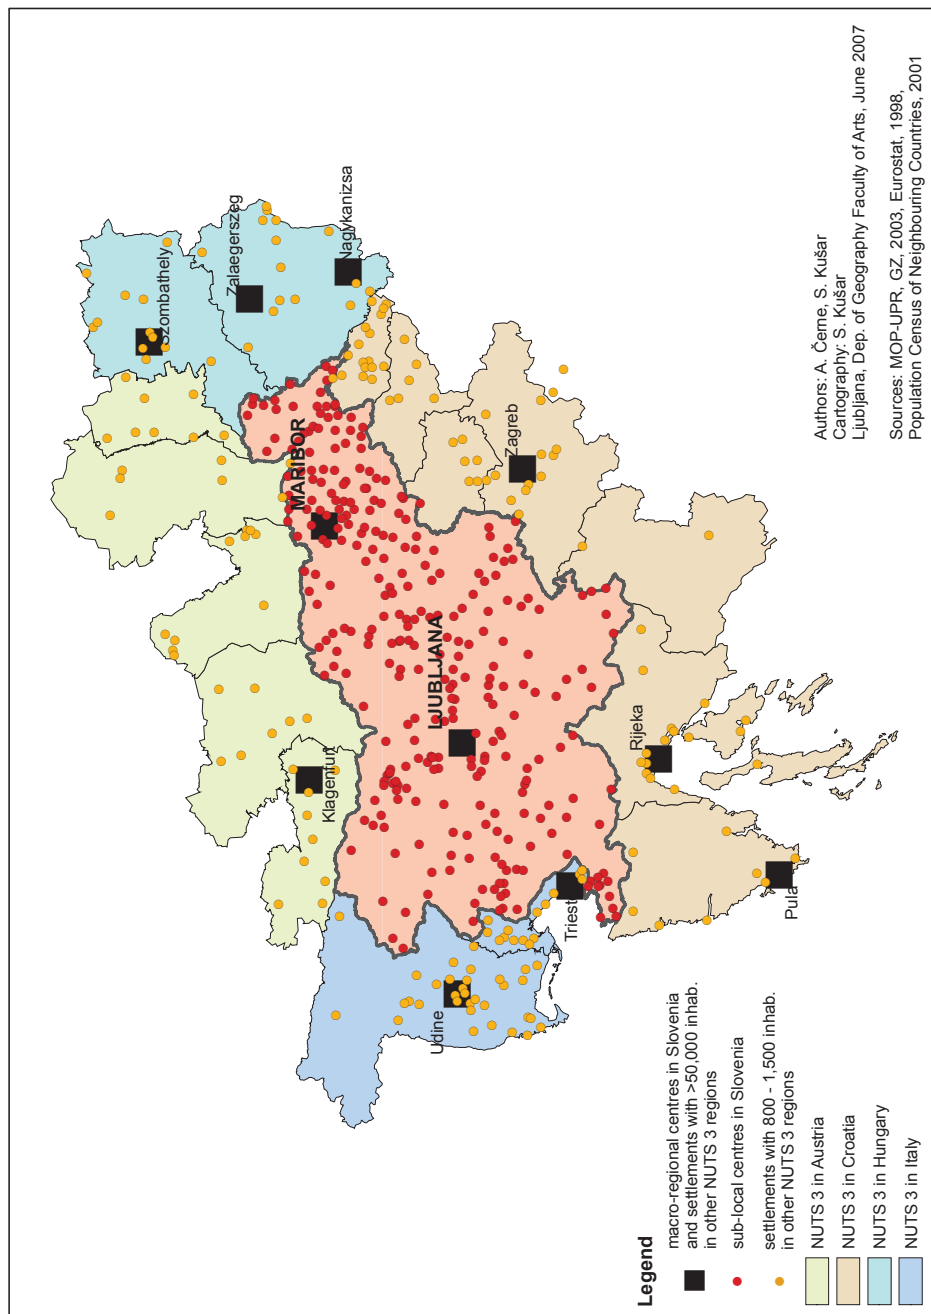 Szombathely
Zalaegerszeg
Nagykanizsa
MARIBOR
Zagreb
LJUBLJANA
Klagenfurt
Rijeka
Trieste
Udine
Pula
Legend
macro-regional centres in Slovenia
and settlements with >50,000 inhab.
in other NUTS 3 regions
sub-local centres in Slovenia
settlements with 800 - 1,500 inhab.
in other NUTS 3 regions
NUTS 3 in Austria
NUTS 3 in Croatia
NUTS 3 in Hungary
NUTS 3 in Italy
Authors: A. Černe, S. Kušar
Cartography: S. Kušar
Ljubljana, Dep. of Geography Faculty of Arts, June 2007
Sources: MOP-UPR, GZ, 2003, Eurostat, 1998,
Population Census of Neighbouring Countries, 2001